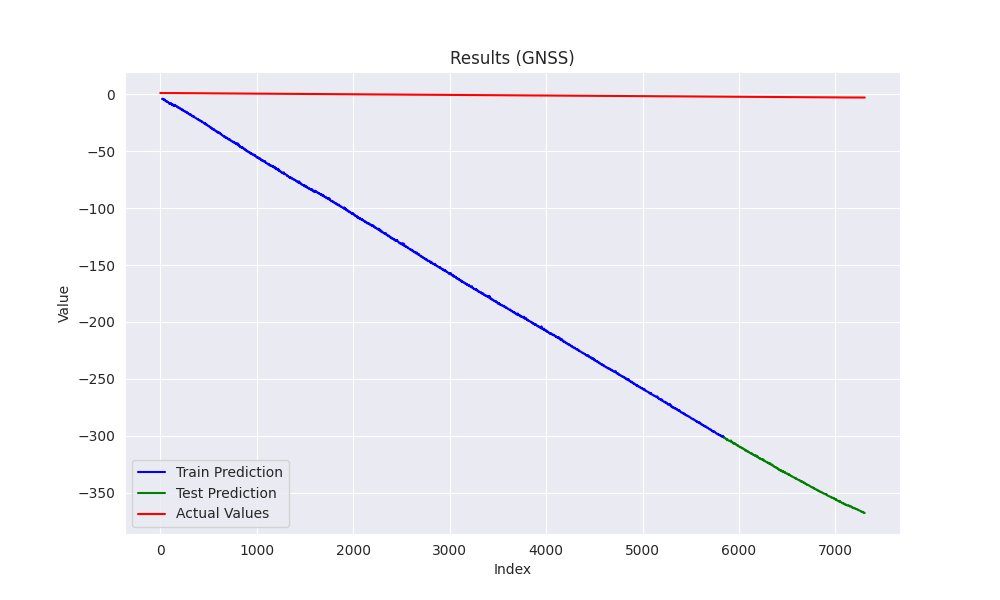 Results (GNSS)
0
−50
−100
−150
−200
−250
−300
−350
Value
Train Prediction
Test Prediction
Actual Values
0 1000 2000 3000 4000 5000 6000 7000
Index